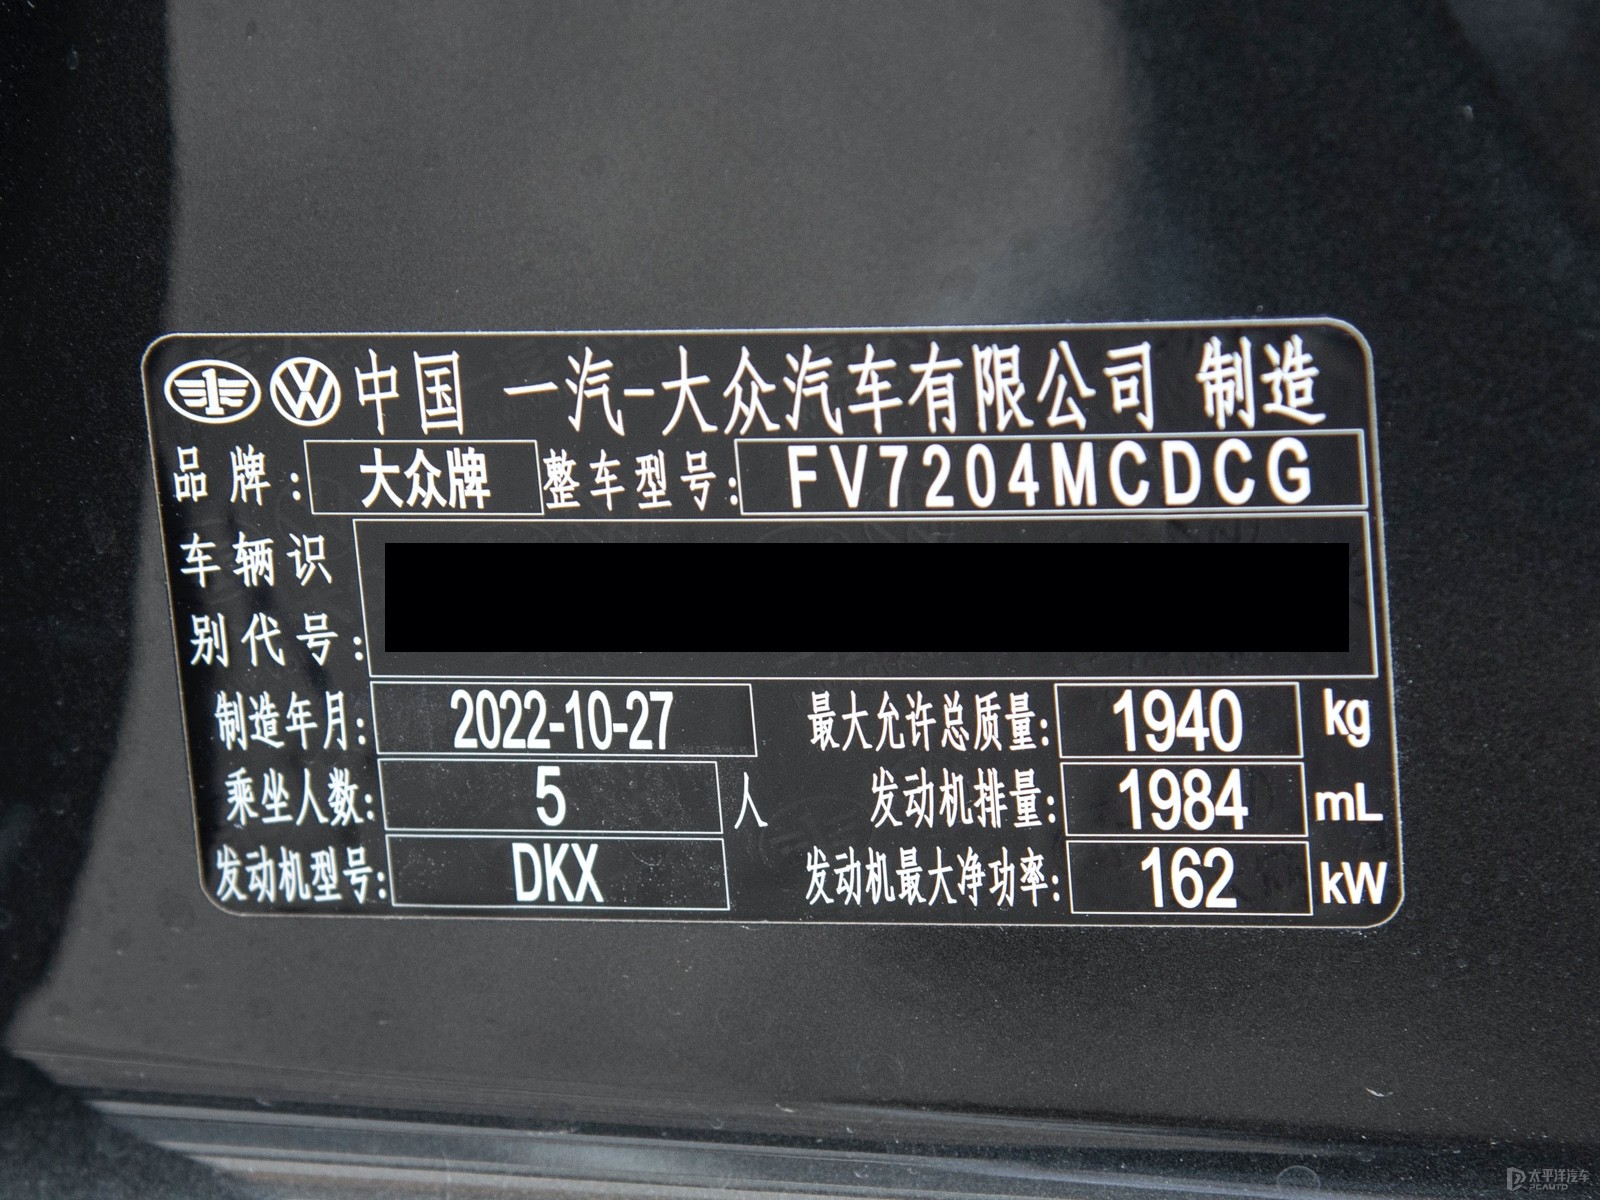 中国 一汽-大众汽车有限公司 制造
品牌: 大众牌 整车型号: FV7204MCDCG
车辆识
别代号:
制造年月: 2022-10-27 最大允许总质量: 1940 kg
乘坐人数: 5 人 发动机排量: 1984 mL
发动机型号: DKX 发动机最大净功率: 162 kW
太平洋汽车
PCAUTO